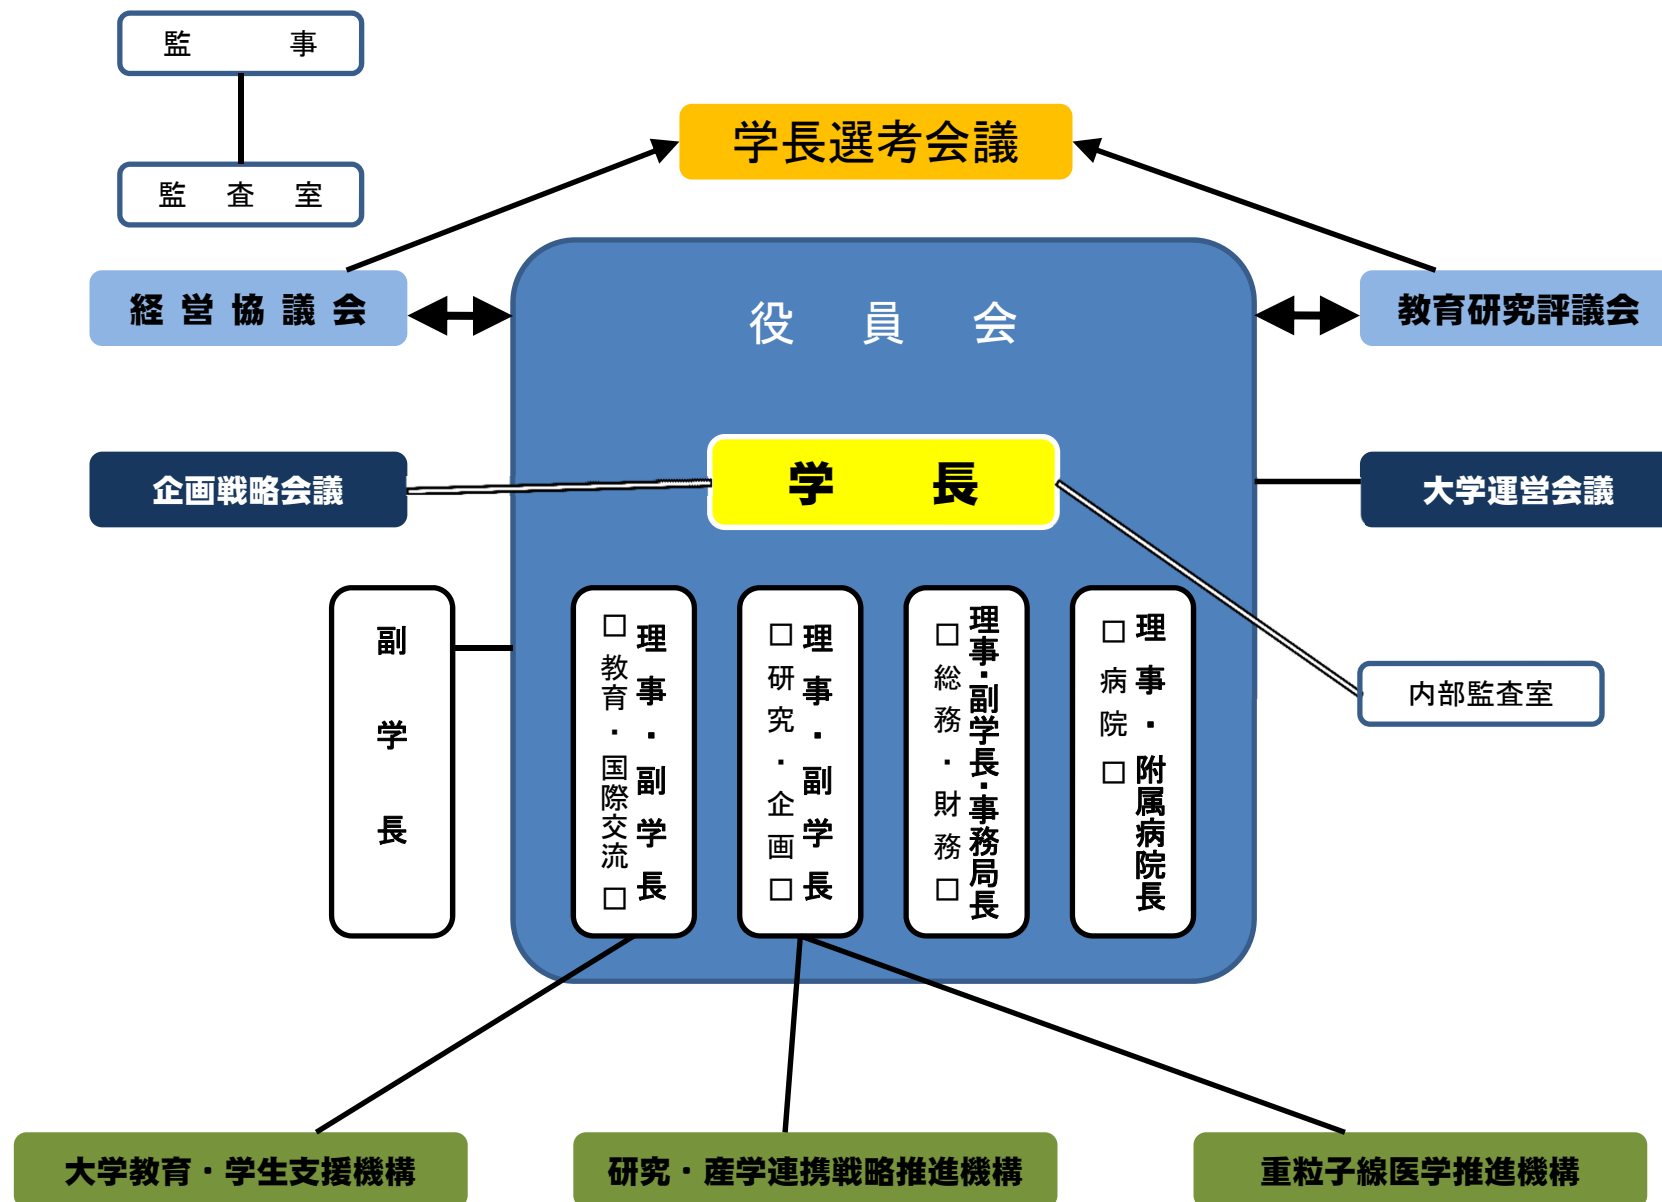 監　事
監　査　室
学長選考会議
経営協議会
役　員　会
教育研究評議会
企画戦略会議
学　長
大学運営会議
副学長
理事・副学長
□教育・国際交流□
理事・副学長
□研究・企画□
理事・副学長・事務局長
□総務・財務□
理事・附属病院長
□病院□
内部監査室
大学教育・学生支援機構
研究・産学連携戦略推進機構
重粒子線医学推進機構